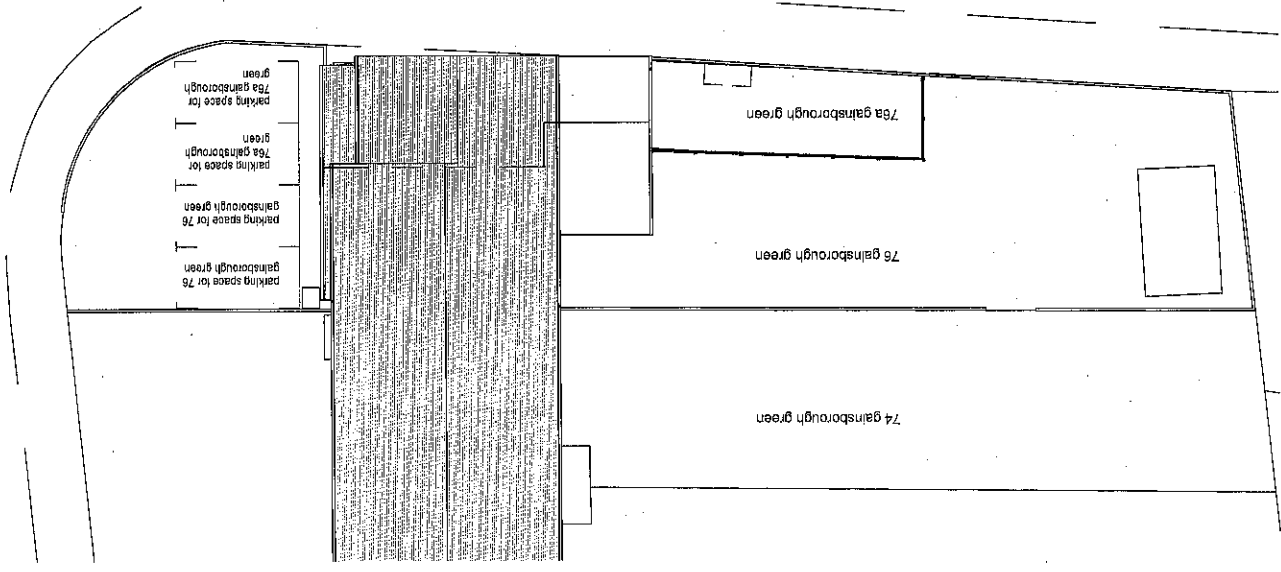 74 gainsborough green
76 gainsborough green
76a gainsborough green
parking space for 76
gainsborough green
parking space for 76
gainsborough green
parking space for
76a gainsborough
green
parking space for
76a gainsborough
green